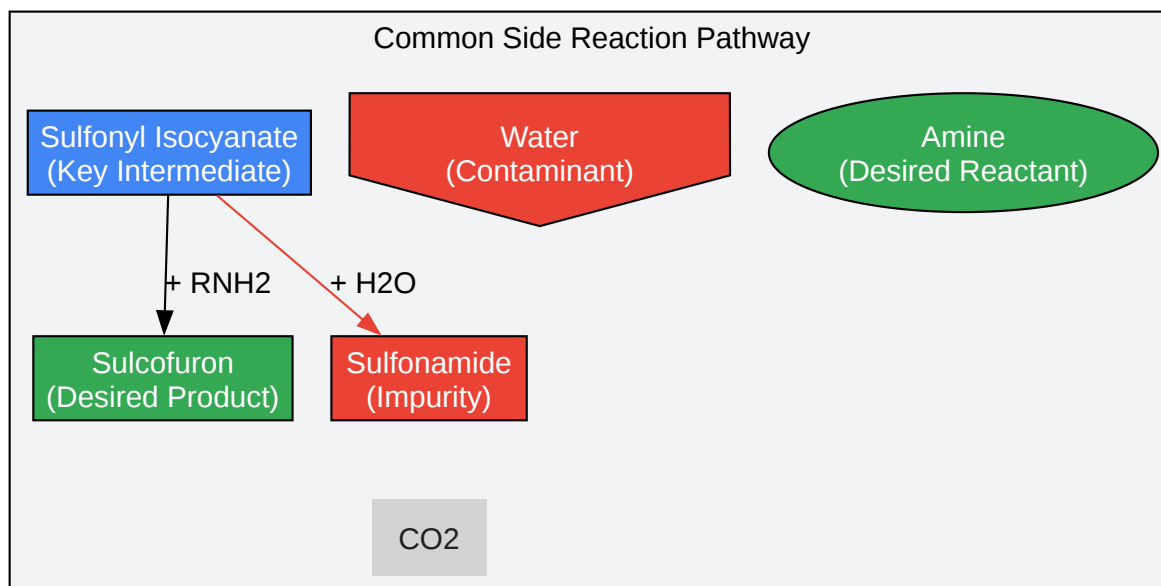 Common Side Reaction Pathway
Sulfonyl Isocyanate
(Key Intermediate)
Water
(Contaminant)
Amine
(Desired Reactant)
+ RNH2
+ H2O
Sulcofuron
(Desired Product)
Sulfonamide
(Impurity)
CO2